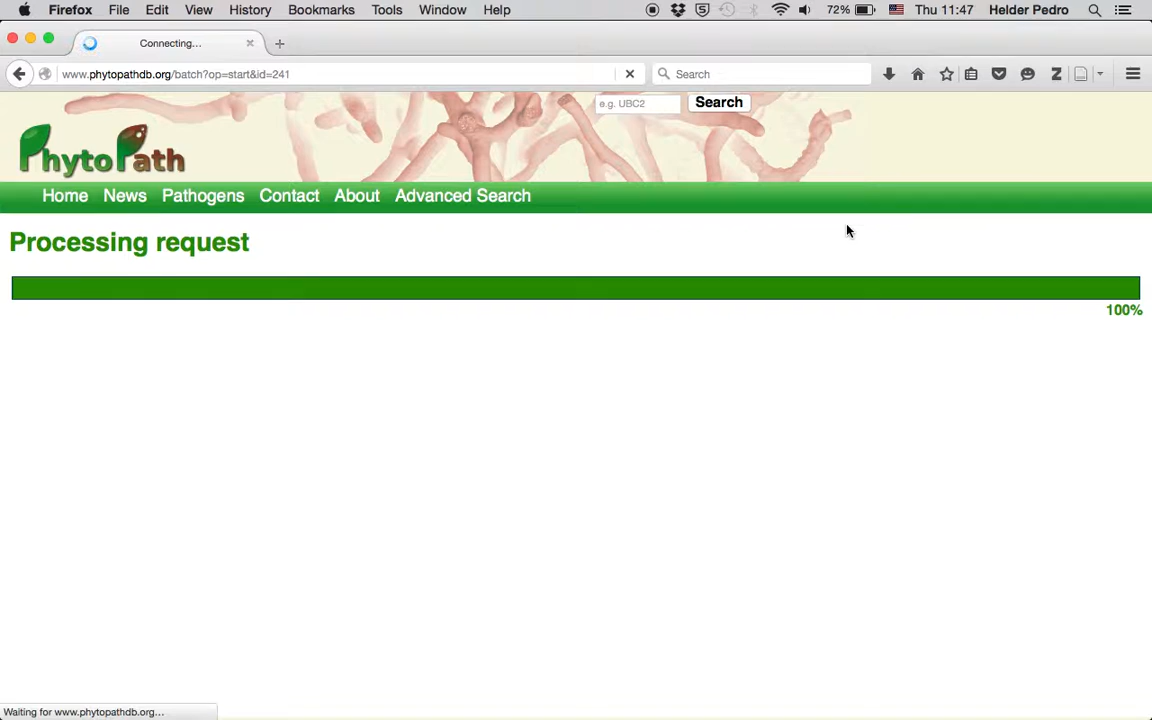 Firefox File Edit View History Bookmarks Tools Window Help 72% Thu 11:47 Helder Pedro
Connecting...
www.phytopathdb.org/batch?op=start&id=241 Search
e.g. UBC2 Search
PhytoPath
Home News Pathogens Contact About Advanced Search
Processing request
100%
Waiting for www.phytopathdb.org...